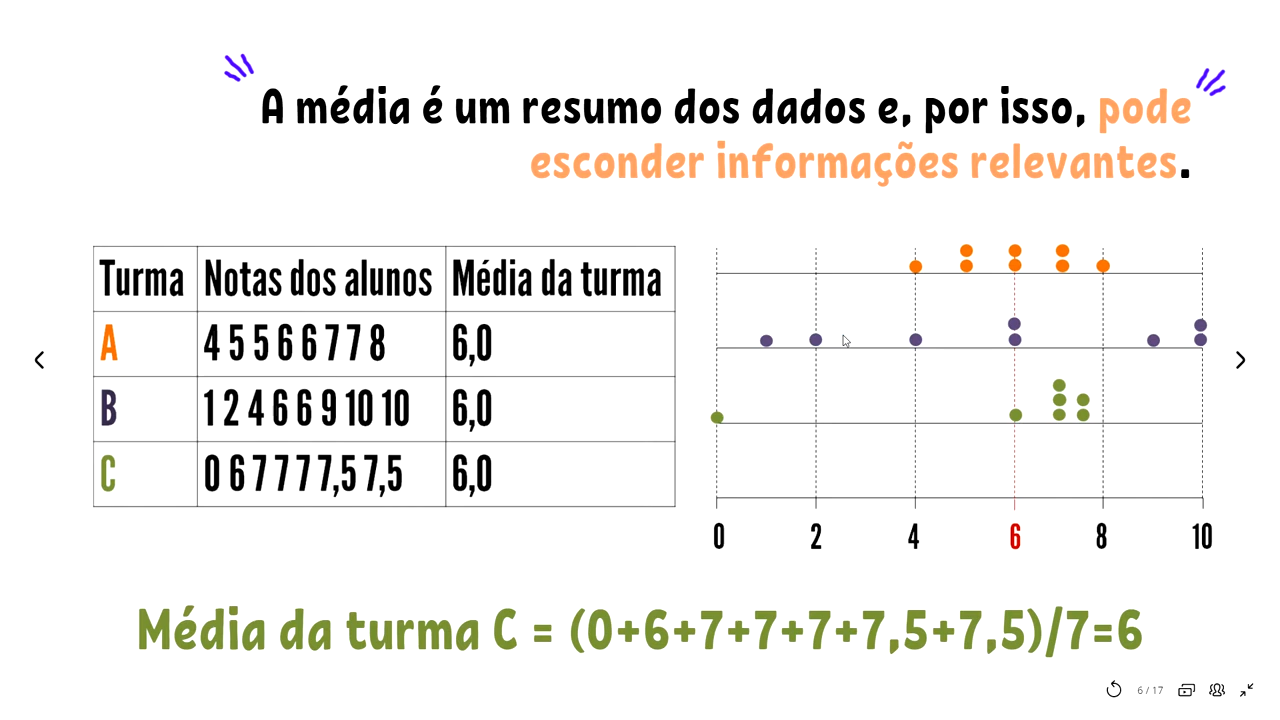 A média é um resumo dos dados e, por isso, pode
esconder informações relevantes.
Turma Notas dos alunos Média da turma
A 4 5 5 6 6 7 7 8 6,0
B 1 2 4 6 6 9 10 10 6,0
C 0 6 7 7 7 7,5 7,5 6,0
0 2 4 6 8 10
Média da turma C = (0+6+7+7+7+7,5+7,5)/7=6
6 / 17